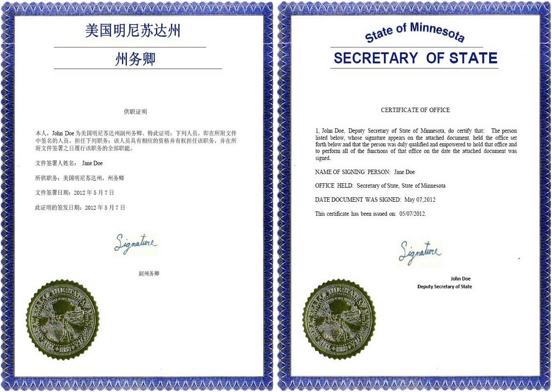 美国明尼苏达州
州务卿
供职证明
本人，John Doe 为美国明尼苏达州副州务卿，特此证明：下列人员，即在所附文件
中签名的人员，担任下列职务；该人员具有相应的资格并有权担任该职务，并在所
附文件签署之日履行该职务的全部职能。
文件签署人姓名： Jane Doe
所供职务：美国明尼苏达州，州务卿
文件签署日期：2012 年 5 月 7 日
此证明的签发日期：2012 年 5 月 7 日
Signature
副州务卿
State of Minnesota
SECRETARY OF STATE
CERTIFICATE OF OFFICE
I, John Doe, Deputy Secretary of State of Minnesota, do certify that: The person
listed below, whose signature appears on the attached document, held the office set
forth below and that the person was duly qualified and empowered to hold that office and
to perform all of the functions of that office on the date the attached document was
signed.
NAME OF SIGNING PERSON: Jane Doe
OFFICE HELD: Secretary of State, State of Minnesota
DATE DOCUMENT WAS SIGNED: May 07,2012
This certificate has been issued on: 05/07/2012.
Signature
John Doe
Deputy Secretary of State